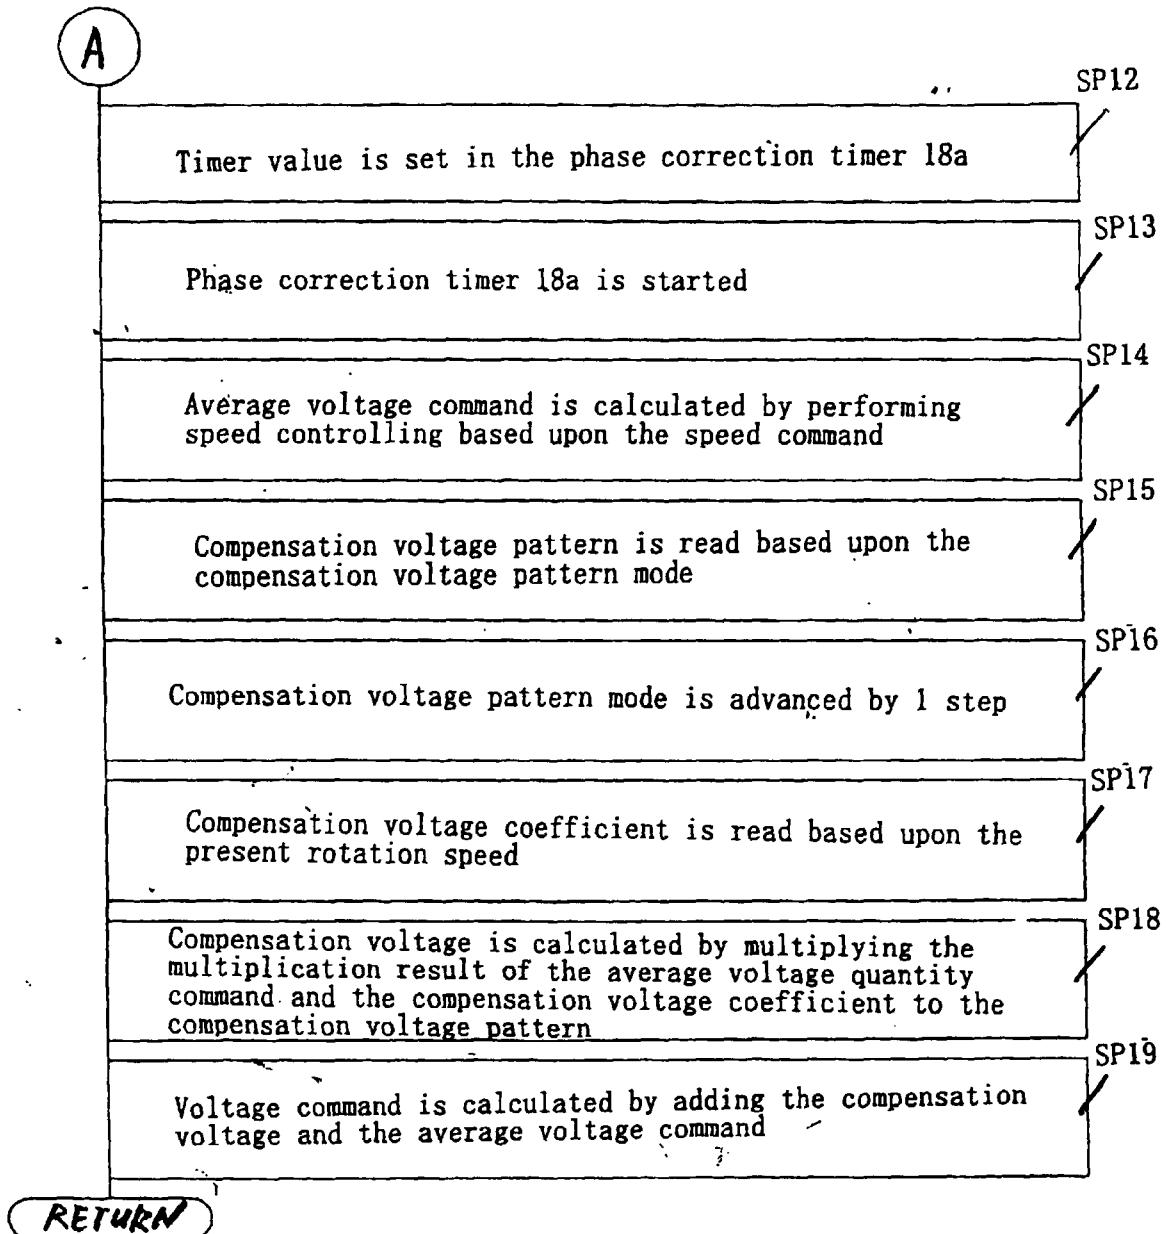 A
SP12
Timer value is set in the phase correction timer 18a
SP13
Phase correction timer 18a is started
SP14
Average voltage command is calculated by performing
speed controlling based upon the speed command
SP15
Compensation voltage pattern is read based upon the
compensation voltage pattern mode
SP16
Compensation voltage pattern mode is advanced by 1 step
SP17
Compensation voltage coefficient is read based upon the
present rotation speed
SP18
Compensation voltage is calculated by multiplying the
multiplication result of the average voltage quantity
command and the compensation voltage coefficient to the
compensation voltage pattern
SP19
Voltage command is calculated by adding the compensation
voltage and the average voltage command
RETURN